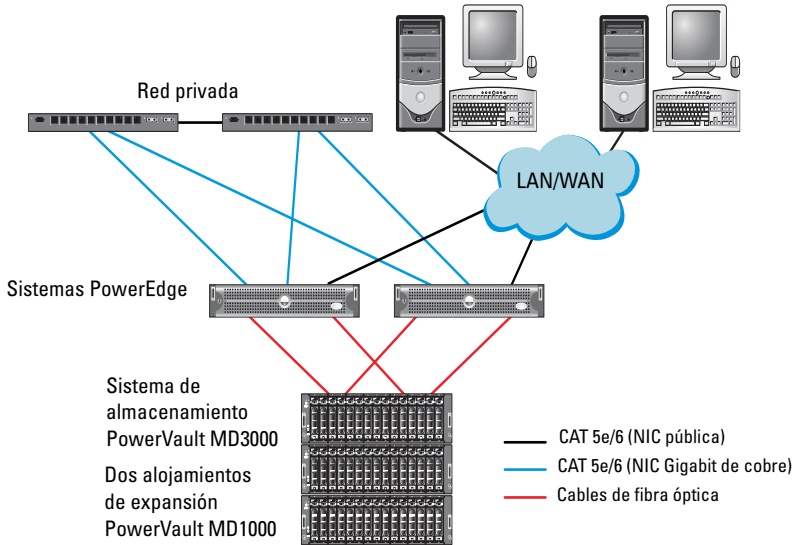 Red privada
LAN/WAN
Sistemas PowerEdge
Sistema de
almacenamiento
PowerVault MD3000
Dos alojamientos
de expansión
PowerVault MD1000
CAT 5e/6 (NIC pública)
CAT 5e/6 (NIC Gigabit de cobre)
Cables de fibra óptica